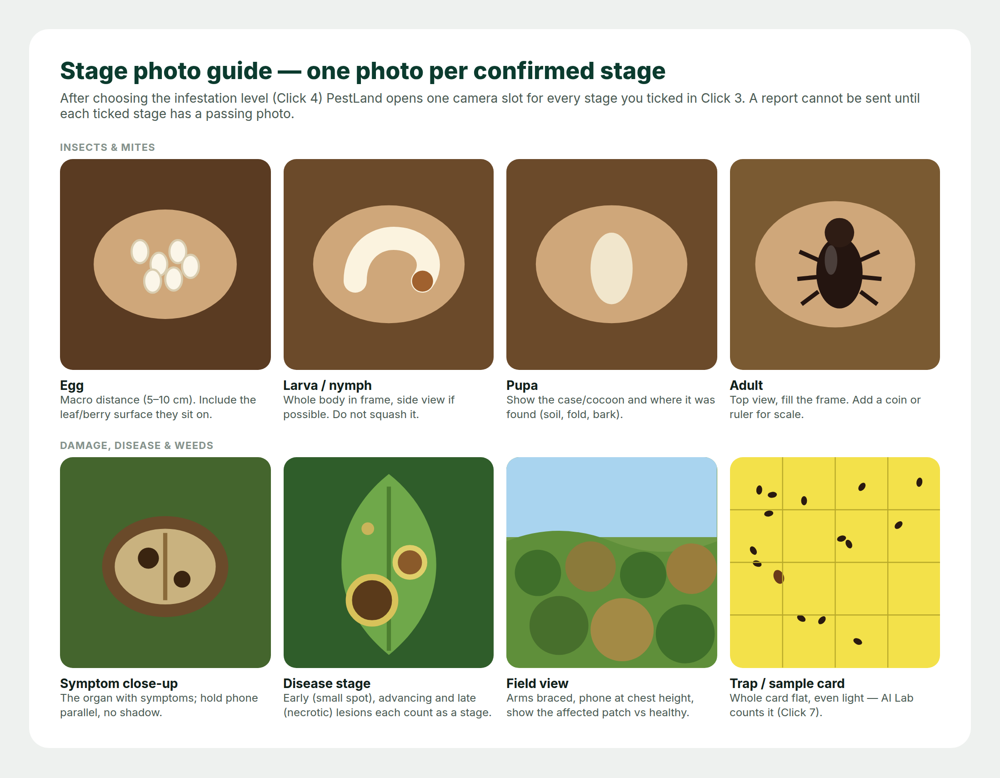 Stage photo guide — one photo per confirmed stage
After choosing the infestation level (Click 4) PestLand opens one camera slot for every stage you ticked in Click 3. A report cannot be sent until
each ticked stage has a passing photo.
INSECTS & MITES
Egg
Macro distance (5–10 cm). Include the
leaf/berry surface they sit on.
Larva / nymph
Whole body in frame, side view if
possible. Do not squash it.
Pupa
Show the case/cocoon and where it was
found (soil, fold, bark).
Adult
Top view, fill the frame. Add a coin or
ruler for scale.
DAMAGE, DISEASE & WEEDS
Symptom close-up
The organ with symptoms; hold phone
parallel, no shadow.
Disease stage
Early (small spot), advancing and late
(necrotic) lesions each count as a stage.
Field view
Arms braced, phone at chest height,
show the affected patch vs healthy.
Trap / sample card
Whole card flat, even light — AI Lab
counts it (Click 7).